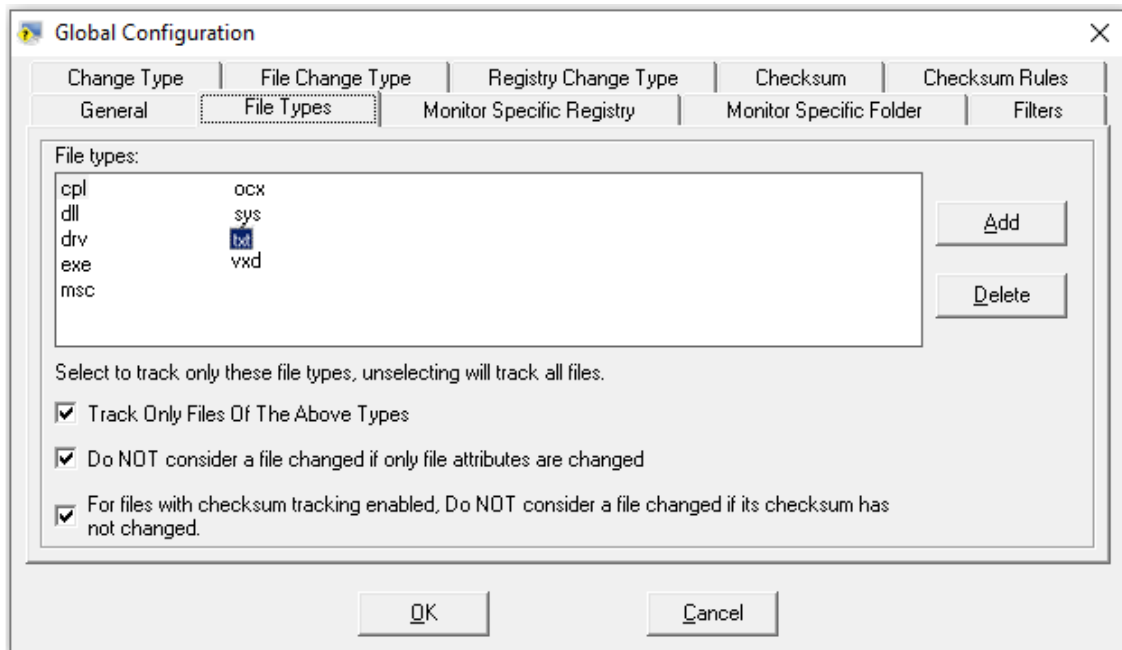 Global Configuration
Change Type File Change Type Registry Change Type Checksum Checksum Rules
General File Types Monitor Specific Registry Monitor Specific Folder Filters
File types:
cpl ocx
dll sys
drv txt
exe vxd
msc
Add
Delete
Select to track only these file types, unselecting will track all files.
Track Only Files Of The Above Types
Do NOT consider a file changed if only file attributes are changed
For files with checksum tracking enabled, Do NOT consider a file changed if its checksum has
not changed.
OK Cancel